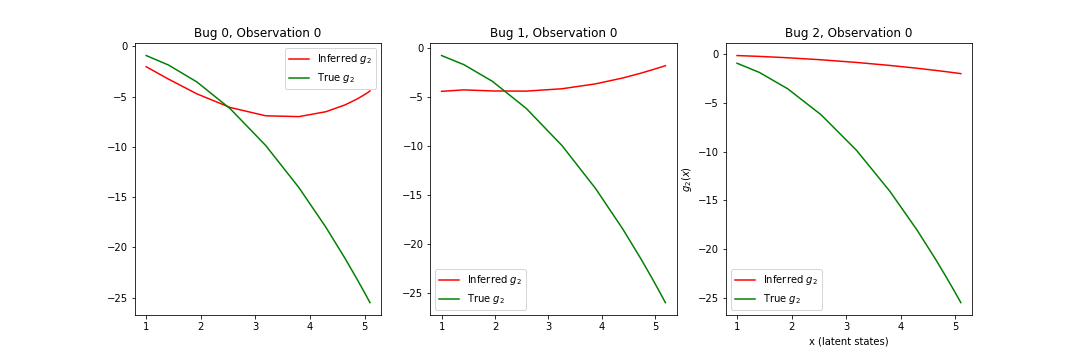 Bug 0, Observation 0
0
−5
−10
−15
−20
−25
1 2 3 4 5
Inferred g₂
True g₂
Bug 1, Observation 0
0
−5
−10
−15
−20
−25
1 2 3 4 5
Inferred g₂
True g₂
Bug 2, Observation 0
g₂(x)
0
−5
−10
−15
−20
−25
1 2 3 4 5
x (latent states)
Inferred g₂
True g₂